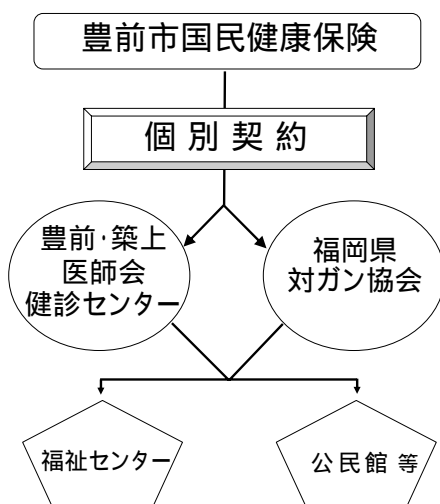 豊前市国民健康保険
個別契約
豊前・築上
医師会
健診センター
福岡県
対ガン協会
福祉センター
公民館 等